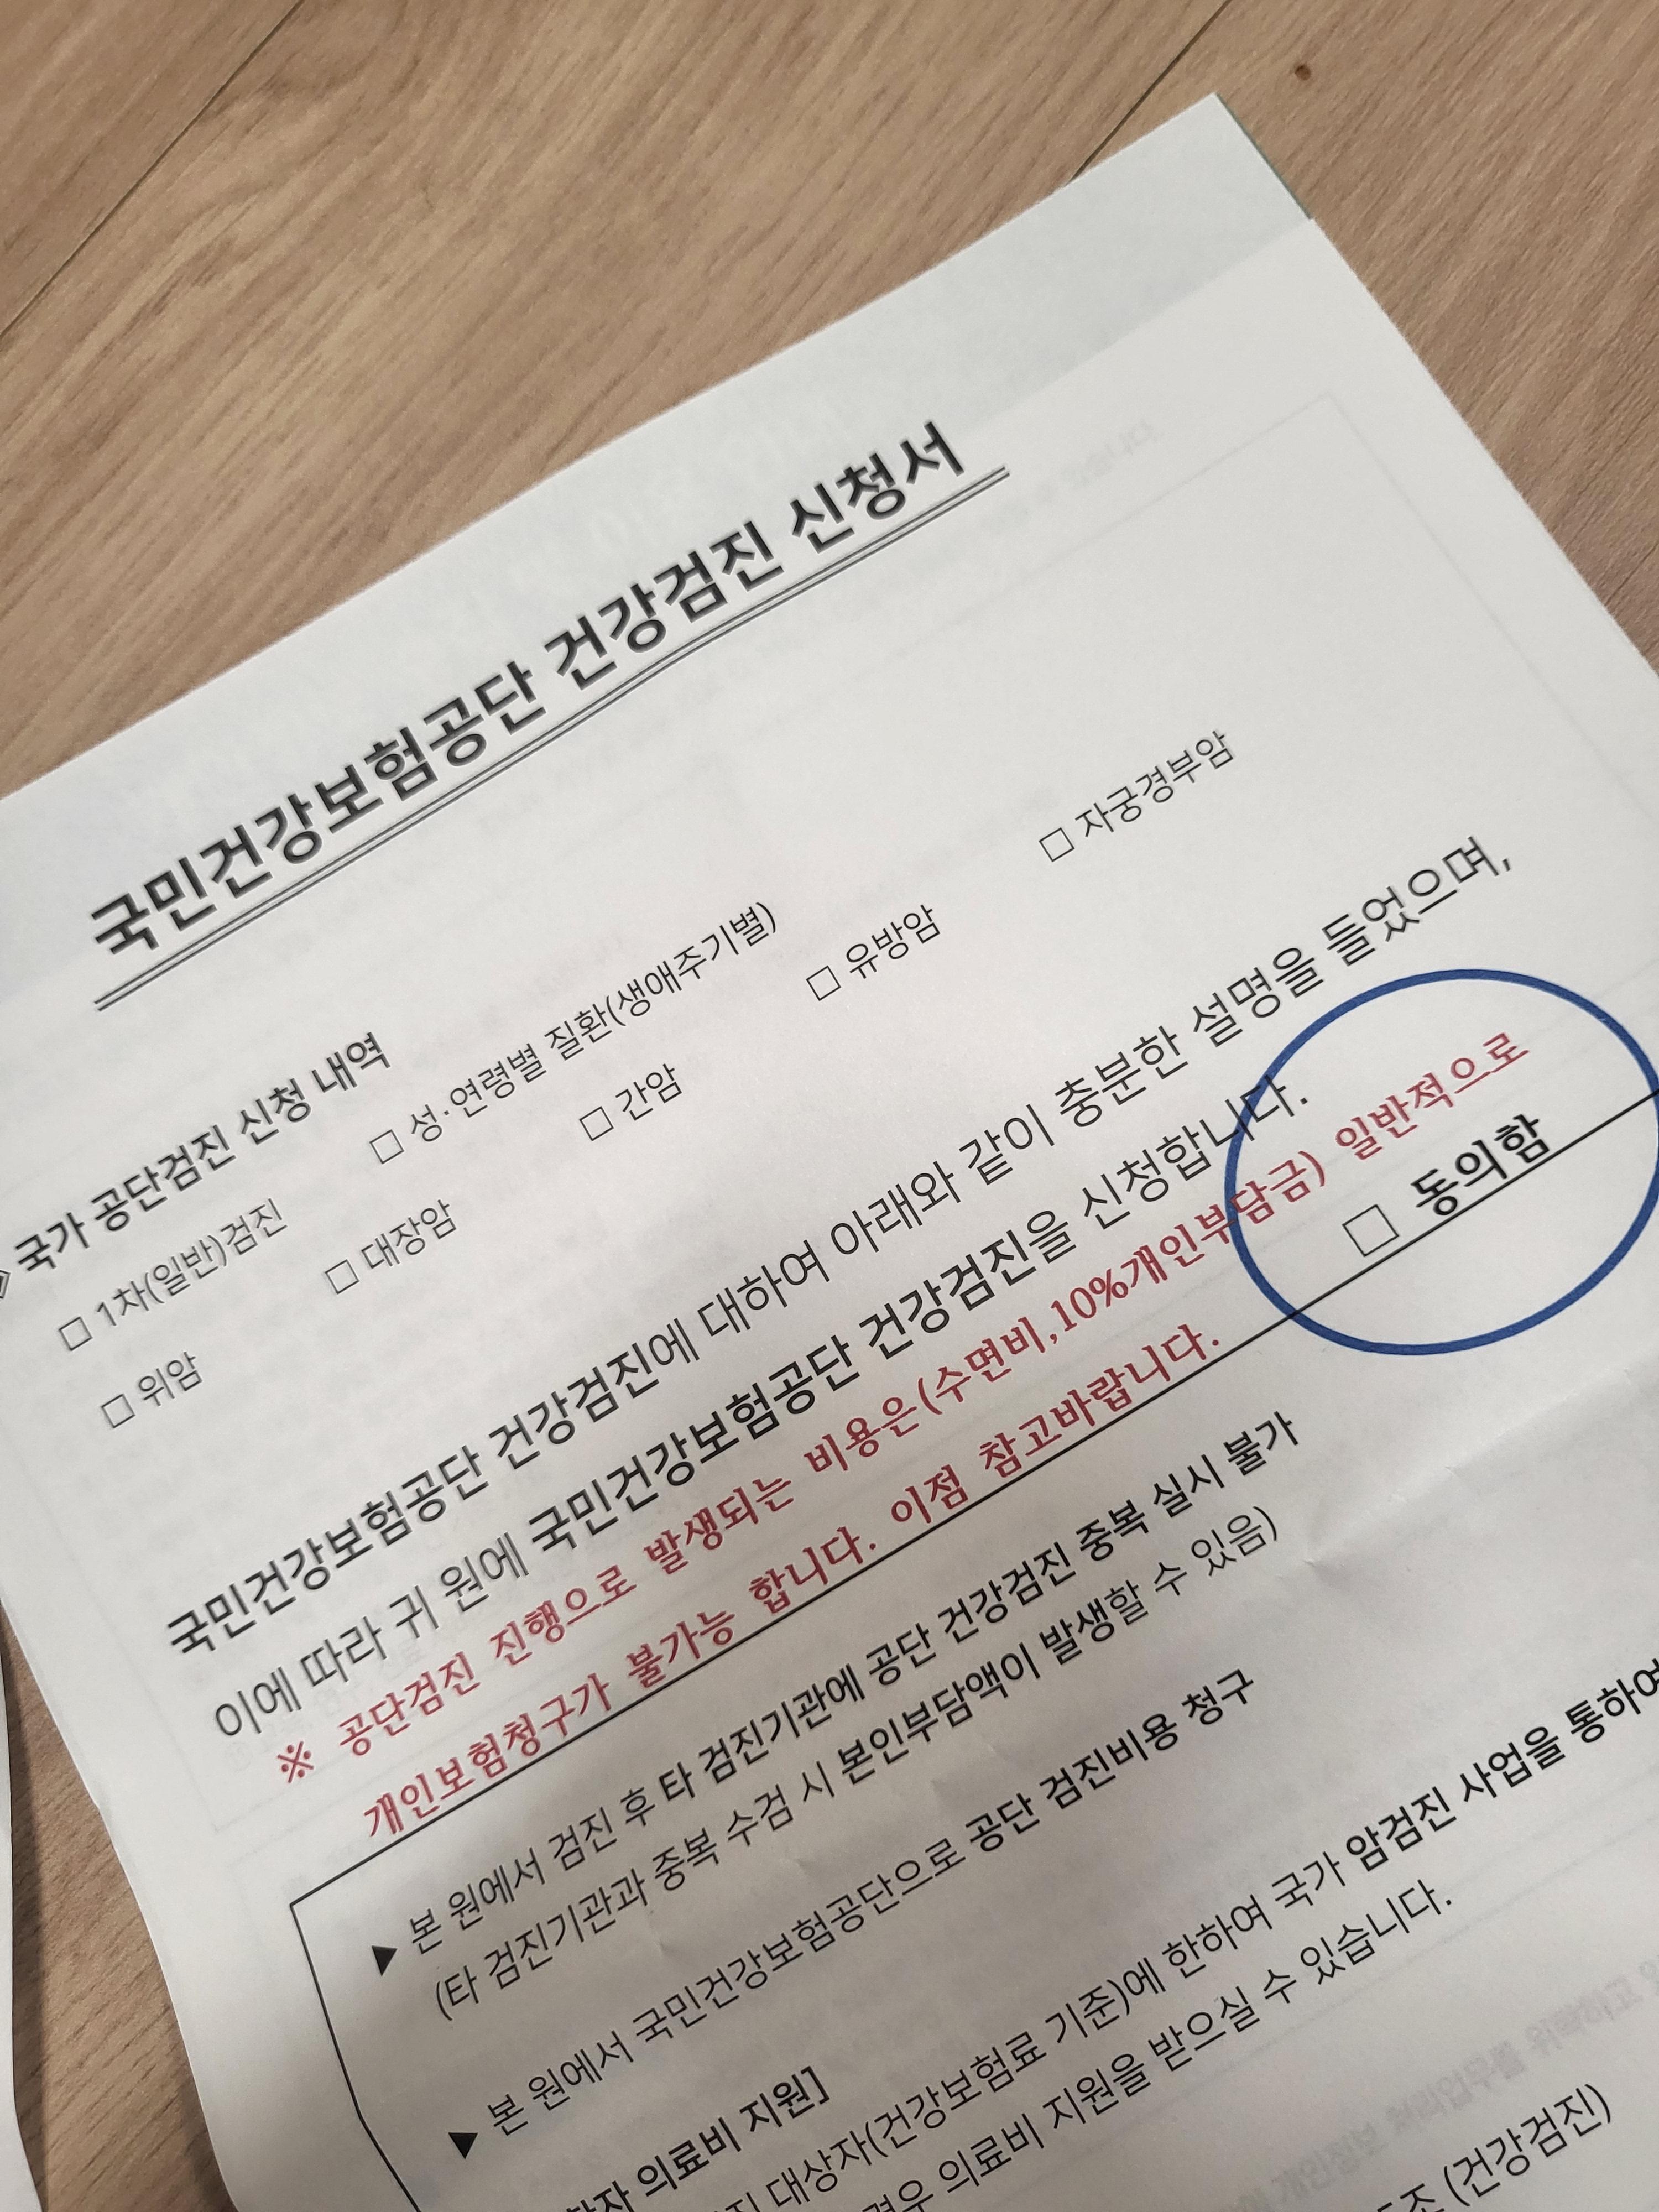 국민건강보험공단 건강검진 신청서
국가 공단검진 신청 내역
□ 1차(일반)검진 □ 성·연령별 질환(생애주기별)
□ 위암 □ 대장암 □ 간암 □ 유방암 □ 자궁경부암
국민건강보험공단 건강검진에 대하여 아래와 같이 충분한 설명을 들었으며,
이에 따라 귀 원에 국민건강보험공단 건강검진을 신청합니다.
※ 공단검진 진행으로 발생되는 비용은(수면비,10%개인부담금) 일반적으로
개인보험청구가 불가능 합니다. 이점 참고바랍니다.
□ 동의함
▶ 본 원에서 검진 후 타 검진기관에 공단 건강검진 중복 실시 불가
(타 검진기관과 중복 수검 시 본인부담액이 발생할 수 있음)
▶ 본 원에서 국민건강보험공단으로 공단 검진비용 청구
의료비 지원]
대상자(건강보험료 기준)에 한하여 국가 암검진 사업을 통하여
경우 의료비 지원을 받으실 수 있습니다.
(건강검진)